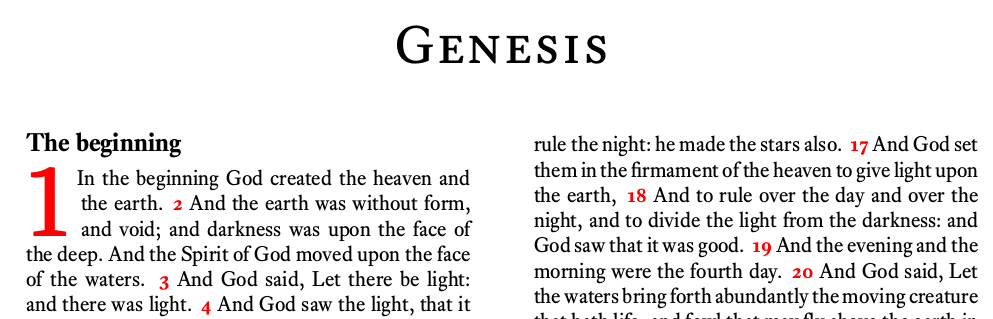 GENESIS
The beginning
1 In the beginning God created the heaven and
the earth. 2 And the earth was without form,
and void; and darkness was upon the face of
the deep. And the Spirit of God moved upon the face
of the waters. 3 And God said, Let there be light:
and there was light. 4 And God saw the light, that it
rule the night: he made the stars also. 17 And God set
them in the firmament of the heaven to give light upon
the earth, 18 And to rule over the day and over the
night, and to divide the light from the darkness: and
God saw that it was good. 19 And the evening and the
morning were the fourth day. 20 And God said, Let
the waters bring forth abundantly the moving creature